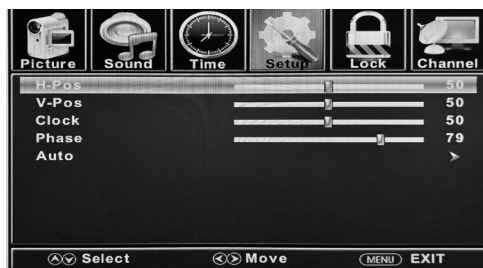 Picture Sound Time Setup Lock Channel
H-Pos 50
V-Pos 50
Clock 50
Phase 79
Auto
Select Move MENU EXIT